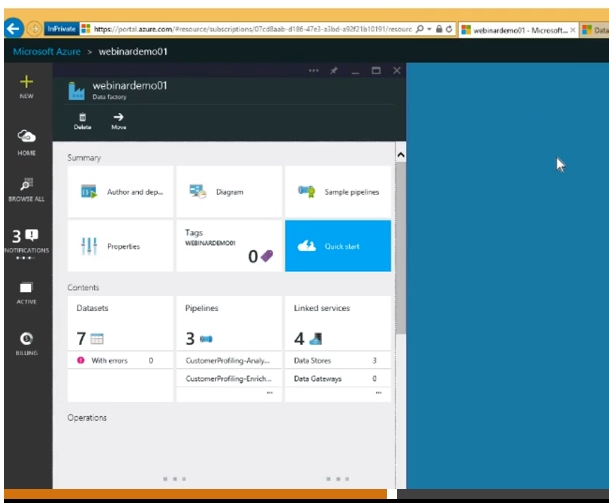 InPrivate
https://portal.azure.com/#resource/subscriptions/07cd8aab-d186-47e3-a3bd-a92f21b10191/resourc
webinardemo01 - Microsoft...
Data
Microsoft Azure > webinardemo01
NEW
HOME
BROWSE ALL
3
NOTIFICATIONS
ACTIVE
BILLING
webinardemo01
Data factory
Delete
Move
Summary
Author and dep...
Diagram
Sample pipelines
Properties
Tags
WEBINARDEMO01
0
Quick start
Contents
Datasets
7
With errors 0
Pipelines
3
CustomerProfiling-Analy...
CustomerProfiling-Enrich...
...
Linked services
4
Data Stores 3
Data Gateways 0
...
Operations